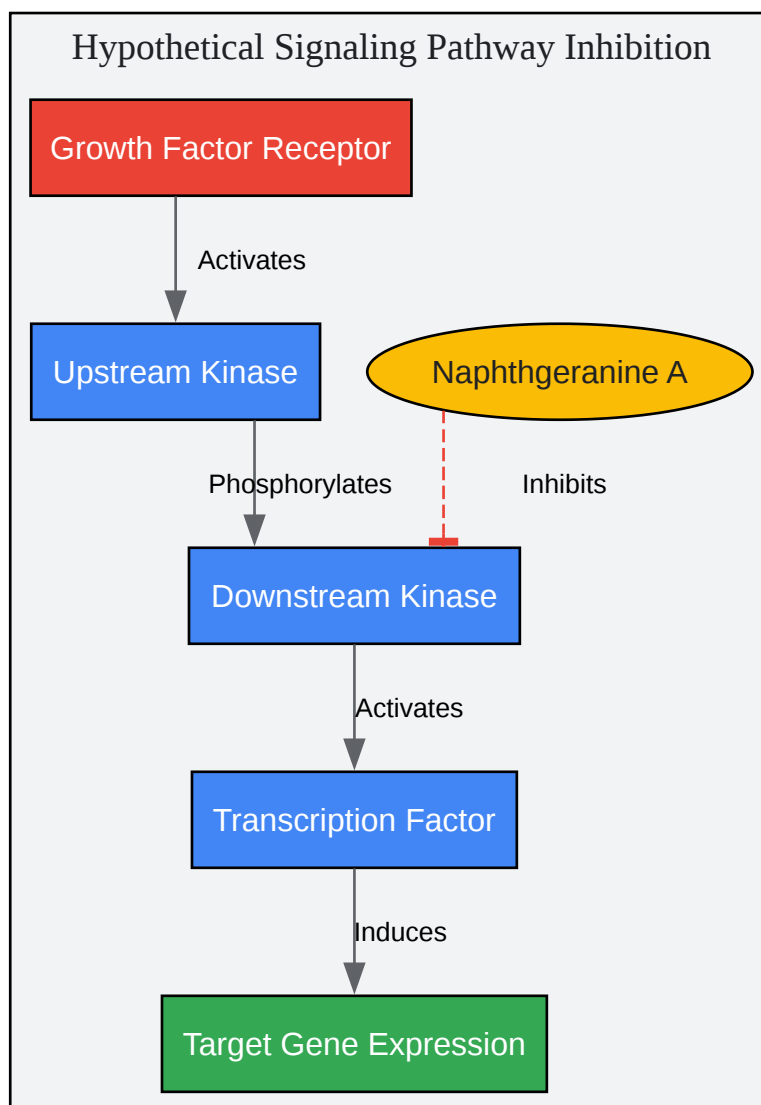 Hypothetical Signaling Pathway Inhibition
Growth Factor Receptor
Activates
Upstream Kinase
Naphthgeranine A
Phosphorylates
Inhibits
Downstream Kinase
Activates
Transcription Factor
Induces
Target Gene Expression